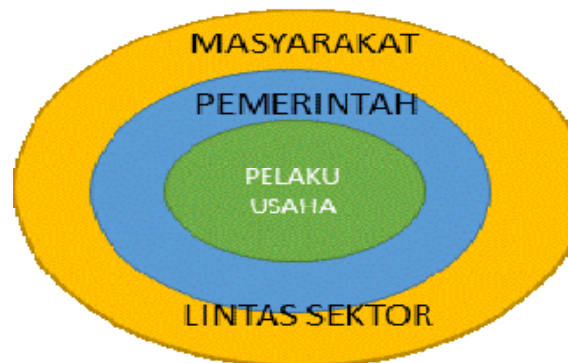 MASYARAKAT
PEMERINTAH
PELAKU
USAHA
LINTAS SEKTOR